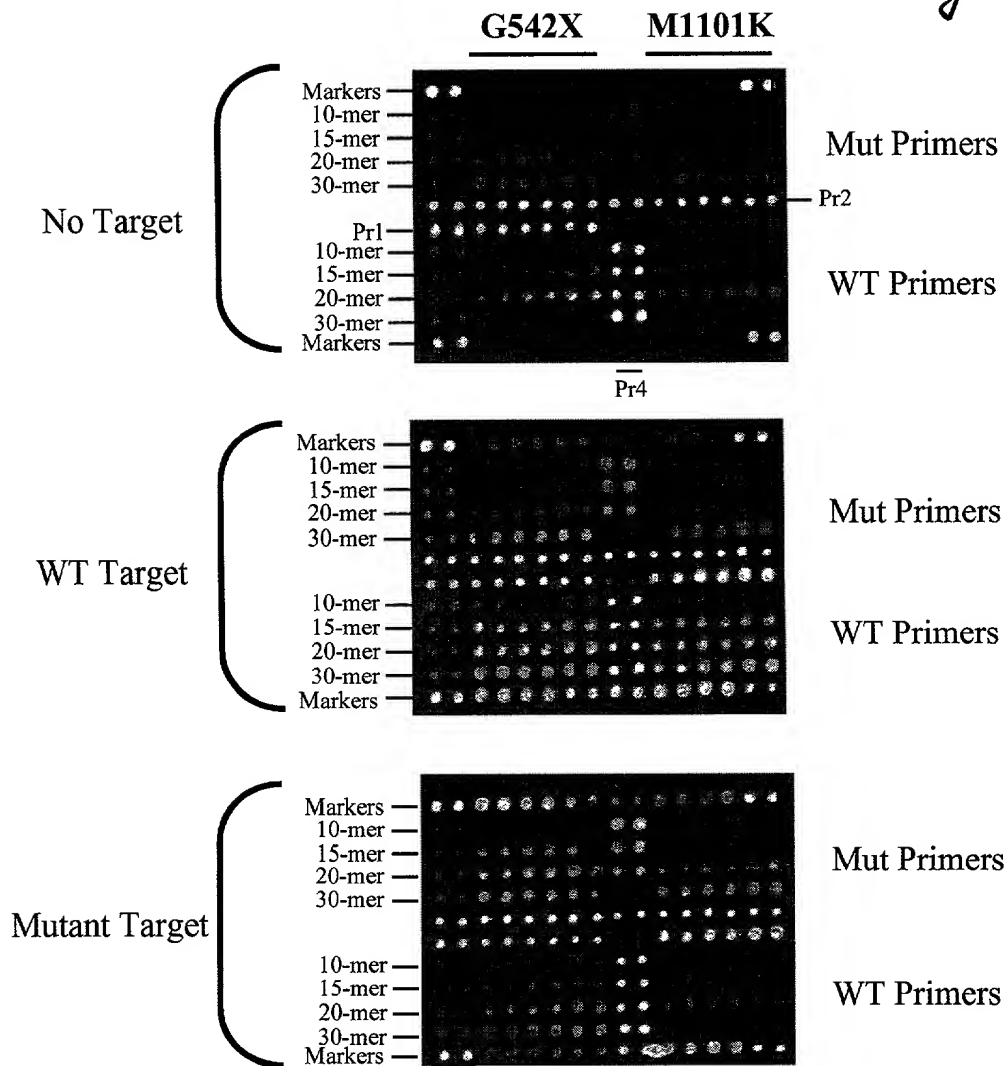 G542X M1101K
No Target
Markers
10-mer
15-mer
20-mer
30-mer
Pr1
10-mer
15-mer
20-mer
30-mer
Markers
Mut Primers
Pr2
WT Primers
Pr4
WT Target
Markers
10-mer
15-mer
20-mer
30-mer
10-mer
15-mer
20-mer
30-mer
Markers
Mut Primers
WT Primers
Mutant Target
Markers
10-mer
15-mer
20-mer
30-mer
10-mer
15-mer
20-mer
30-mer
Markers
Mut Primers
WT Primers